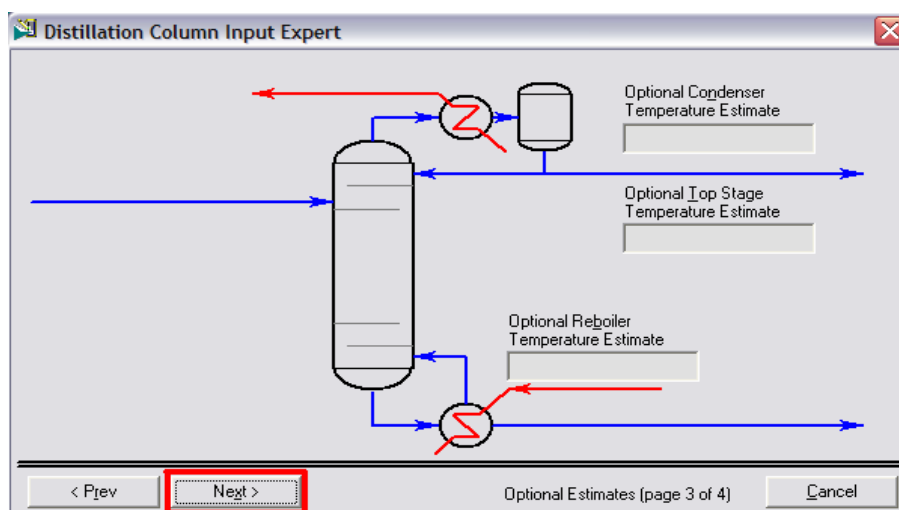 Distillation Column Input Expert
Optional Condenser
Temperature Estimate
Optional Top Stage
Temperature Estimate
Optional Reboiler
Temperature Estimate
< Prev
Next >
Optional Estimates (page 3 of 4)
Cancel